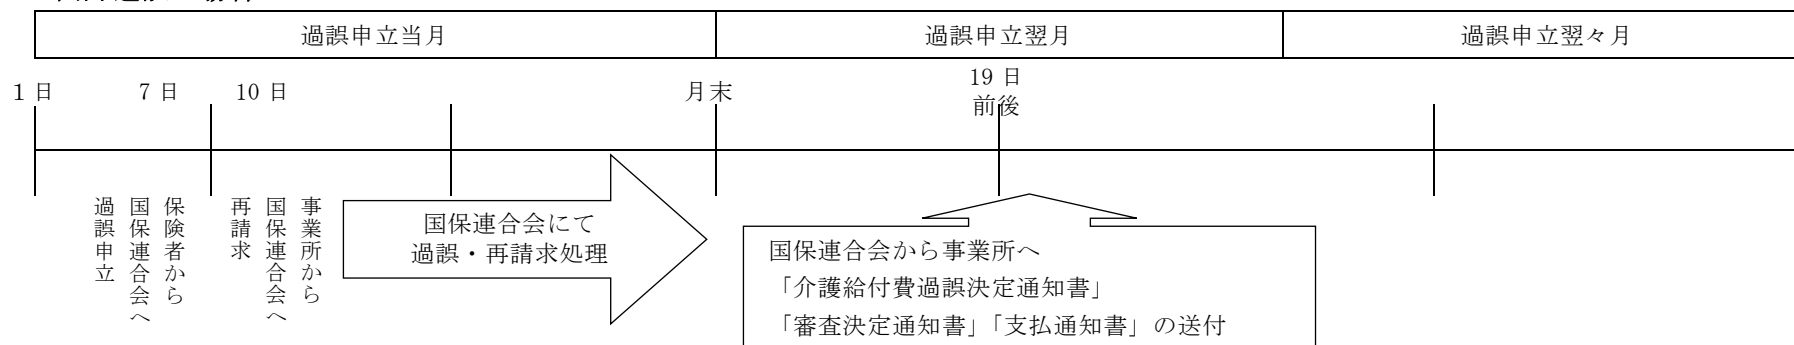 過誤申立当月
過誤申立翌月
過誤申立翌々月
1日
7日
10日
月末
19日
前後
保険者から
国保連合会へ
過誤申立
事業所から
国保連合会へ
再請求
国保連合会にて
過誤・再請求処理
国保連合会から事業所へ
「介護給付費過誤決定通知書」
「審査決定通知書」「支払通知書」の送付